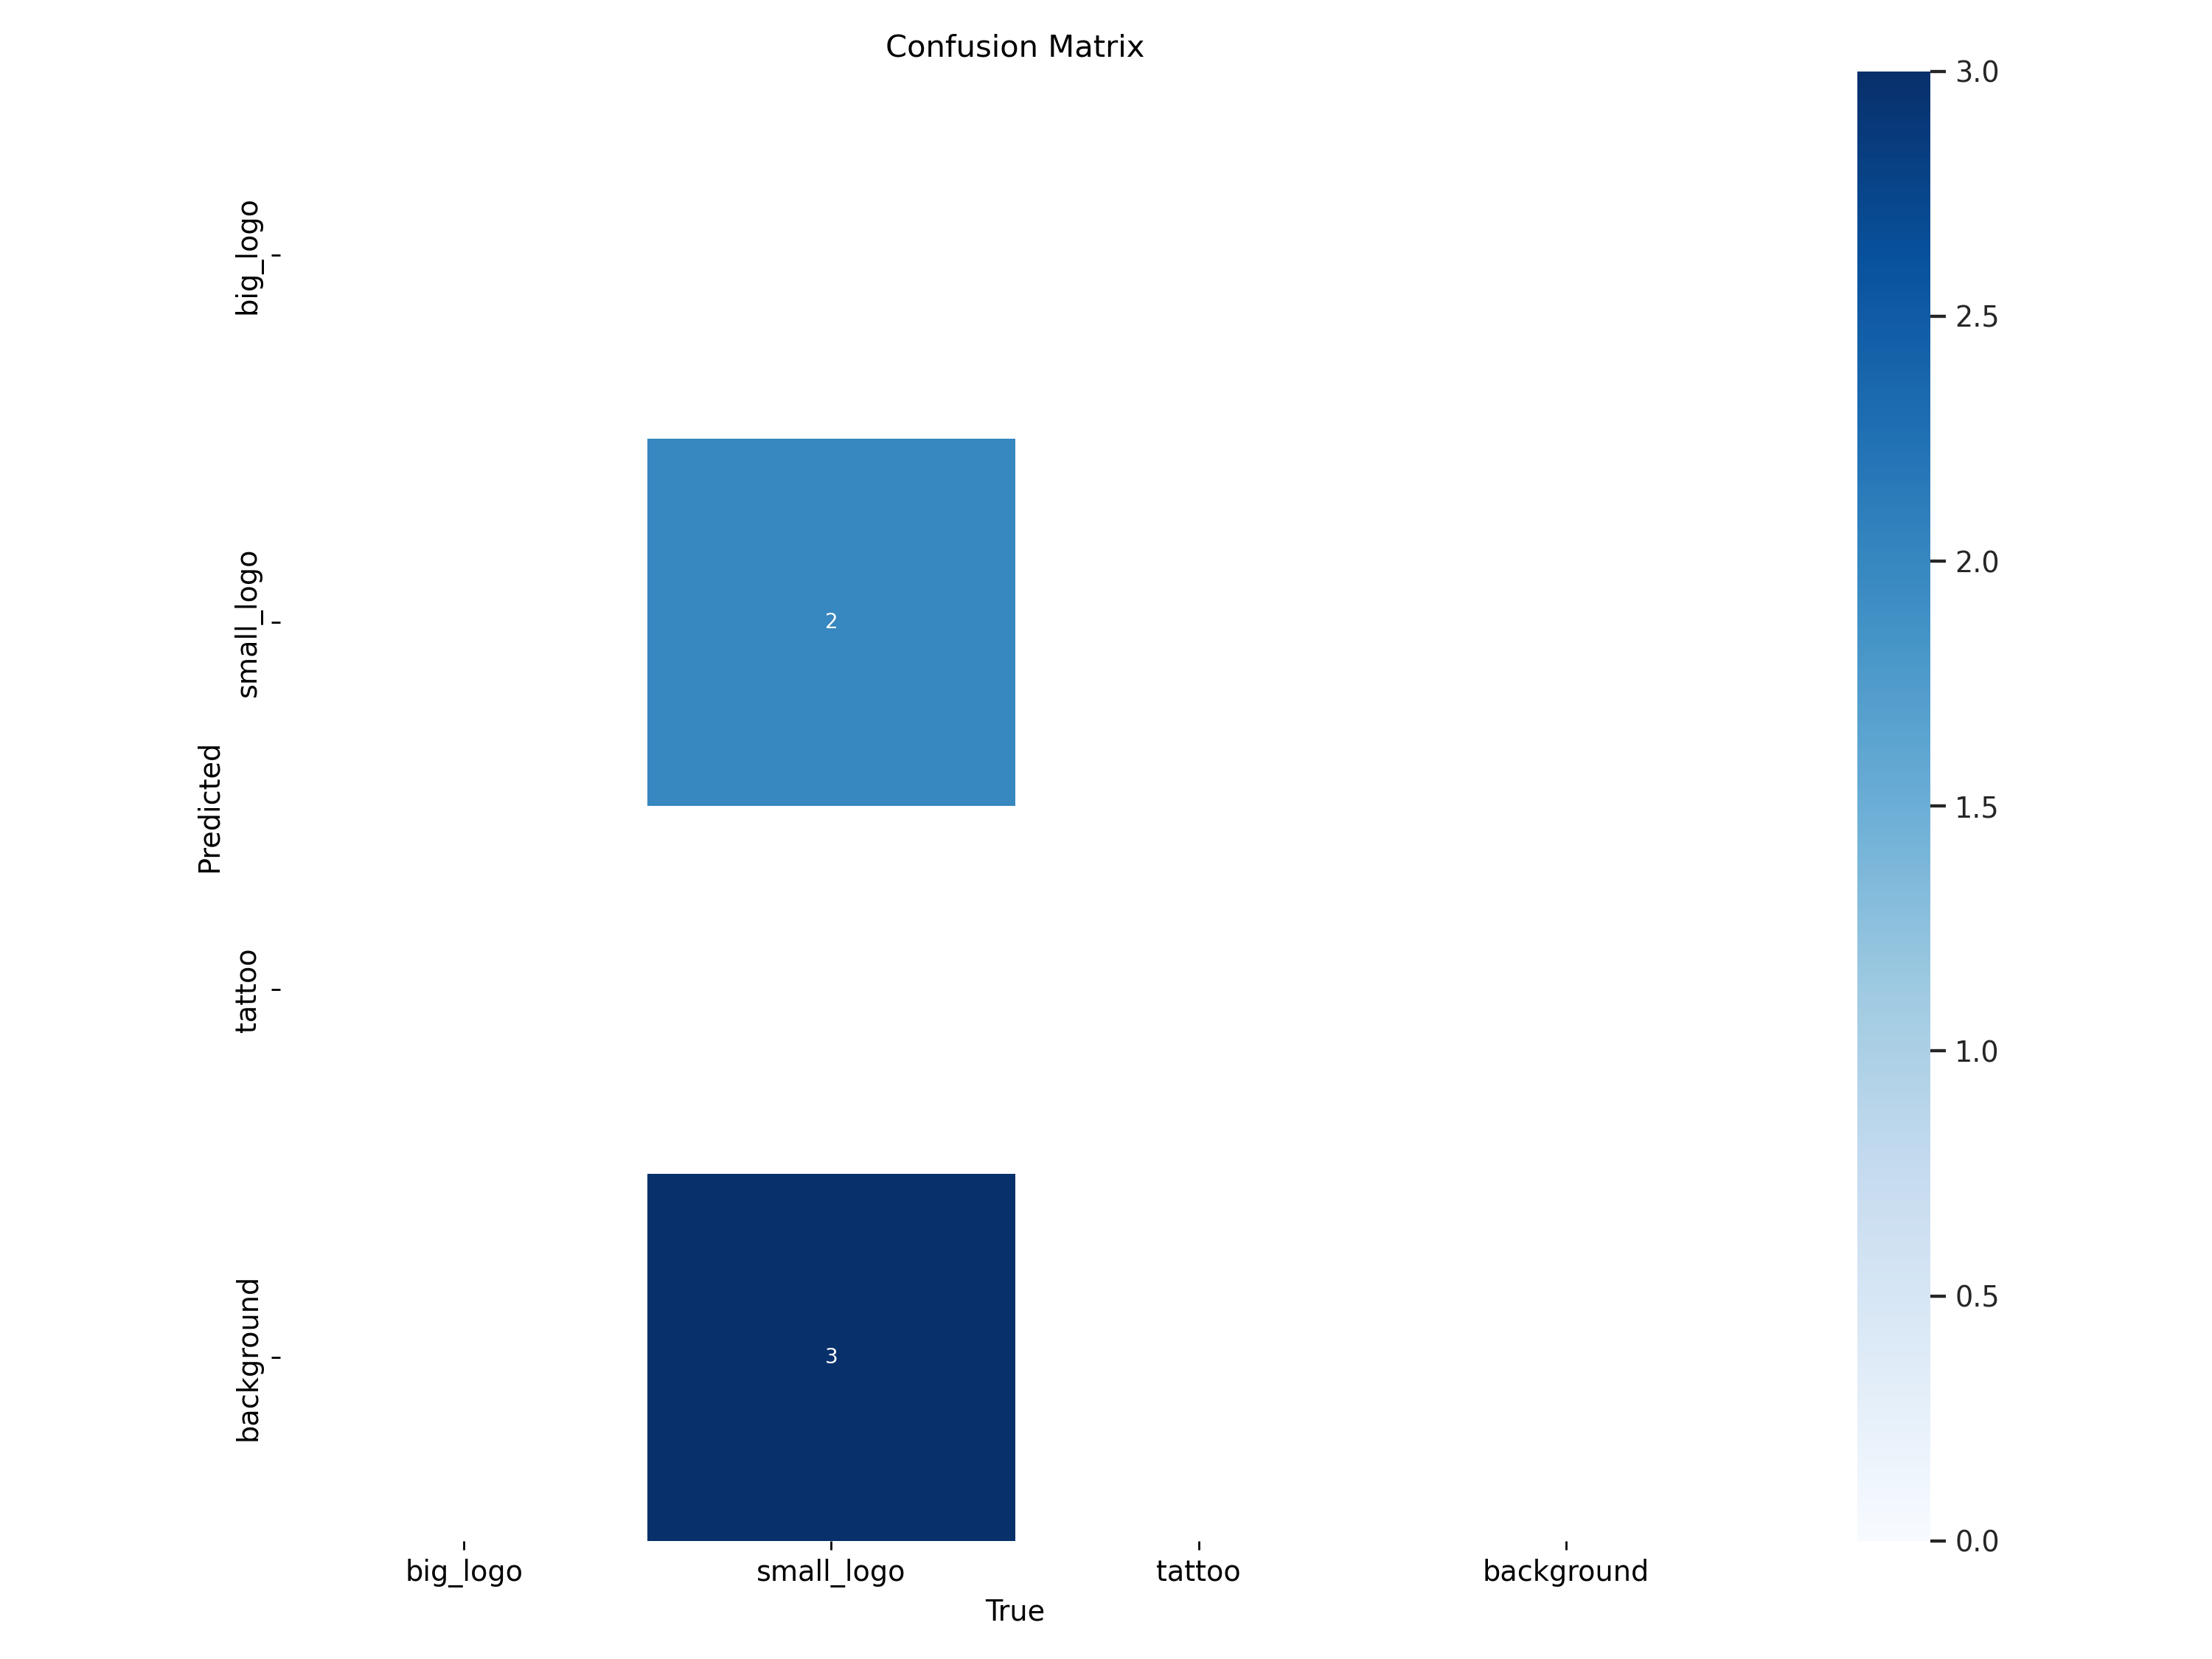 Confusion Matrix
big_logo
small_logo
tattoo
background
Predicted
2
3
big_logo
small_logo
tattoo
background
True
3.0
2.5
2.0
1.5
1.0
0.5
0.0